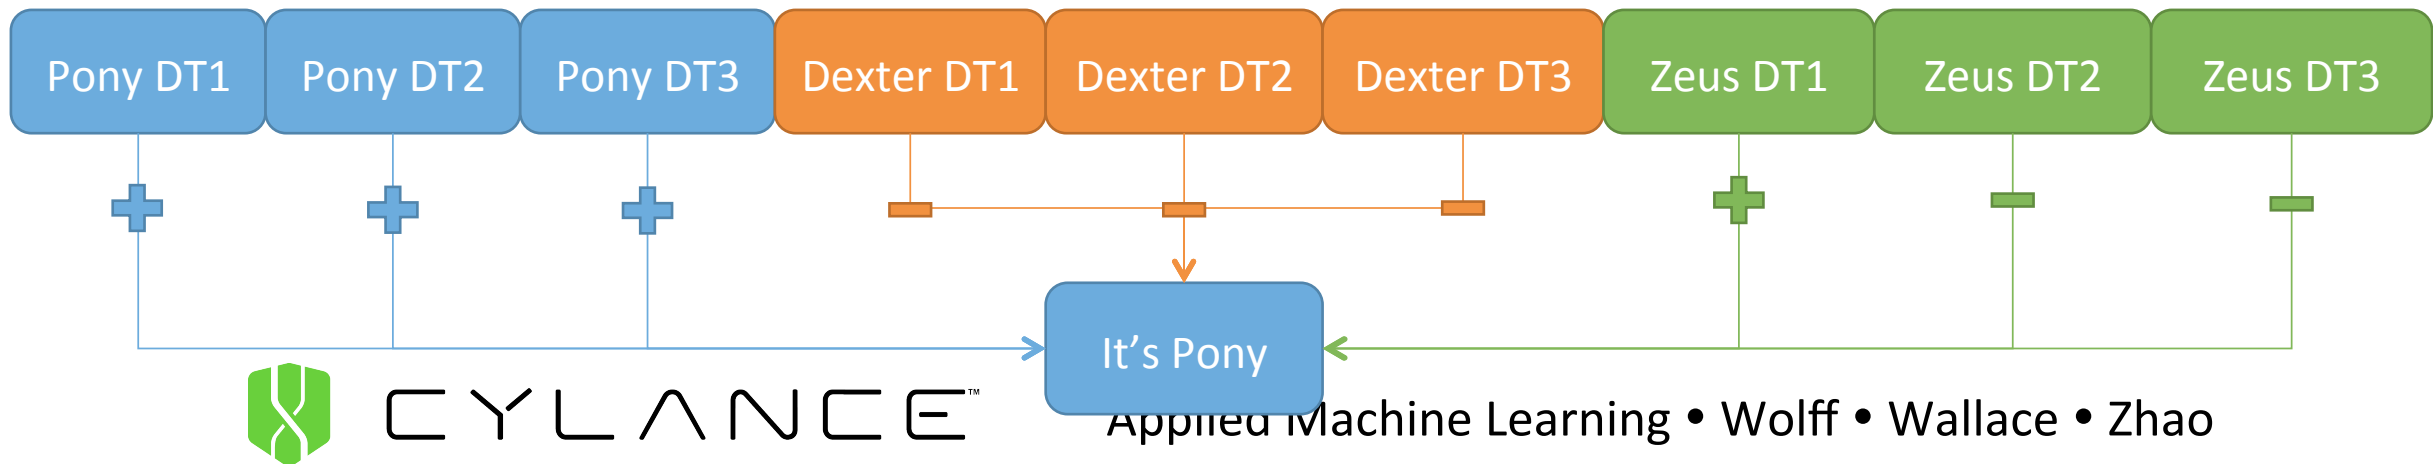 Pony DT1 Pony DT2 Pony DT3 Dexter DT1 Dexter DT2 Dexter DT3 Zeus DT1 Zeus DT2 Zeus DT3
It’s Pony
CYLANCE™ Applied Machine Learning • Wolff • Wallace • Zhao